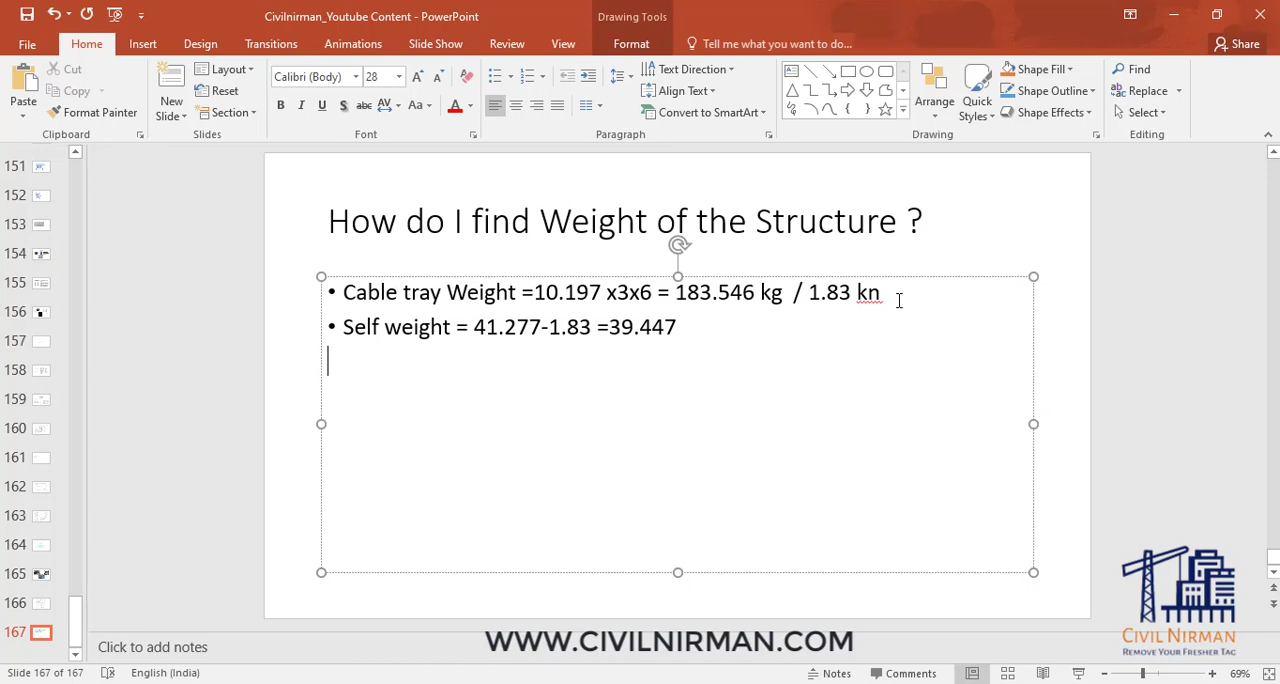 Civilnirman_Youtube Content - PowerPoint
Drawing Tools
File Home Insert Design Transitions Animations Slide Show Review View Format Tell me what you want to do... Share
Paste Cut Copy Format Painter Clipboard
New Slide Layout Reset Section Slides
Calibri (Body) 28 A A B I U S abc AV Aa A Font
Text Direction Align Text Convert to SmartArt Paragraph
Arrange Quick Styles Shape Fill Shape Outline Shape Effects Drawing
Find Replace Select Editing
151
152
153
154
155
156
157
158
159
160
161
162
163
164
165
166
167
How do I find Weight of the Structure ?
• Cable tray Weight =10.197 x3x6 = 183.546 kg / 1.83 kn
• Self weight = 41.277-1.83 =39.447
CIVIL NIRMAN
REMOVE YOUR FRESHER TAG
Click to add notes
WWW.CIVILNIRMAN.COM
Slide 167 of 167 English (India) Notes Comments 69%